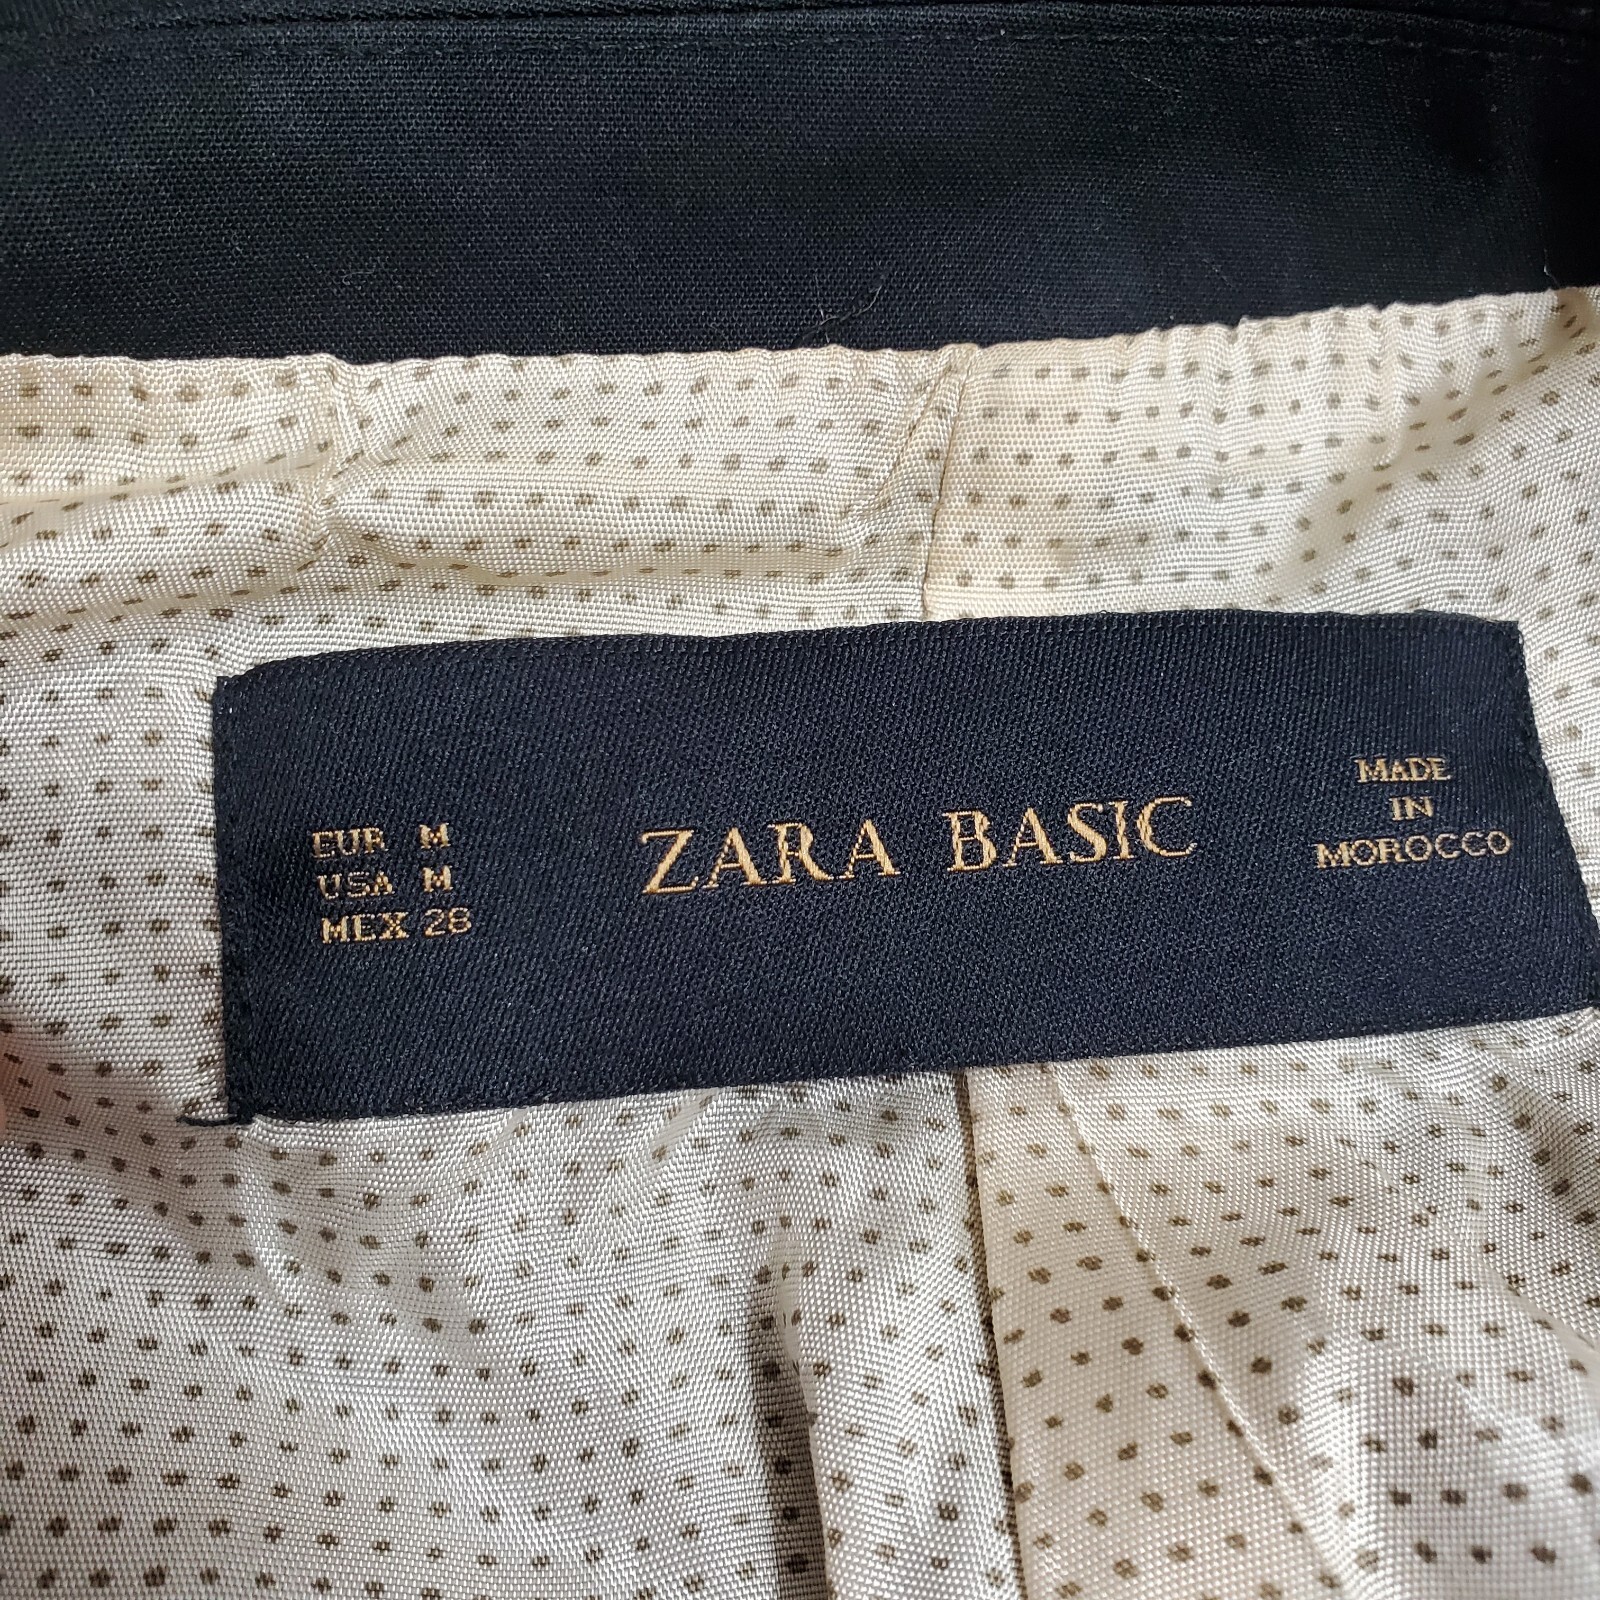 EUR M
USA M
MEX 28
ZARA BASIC
MADE
IN
MOROCCO